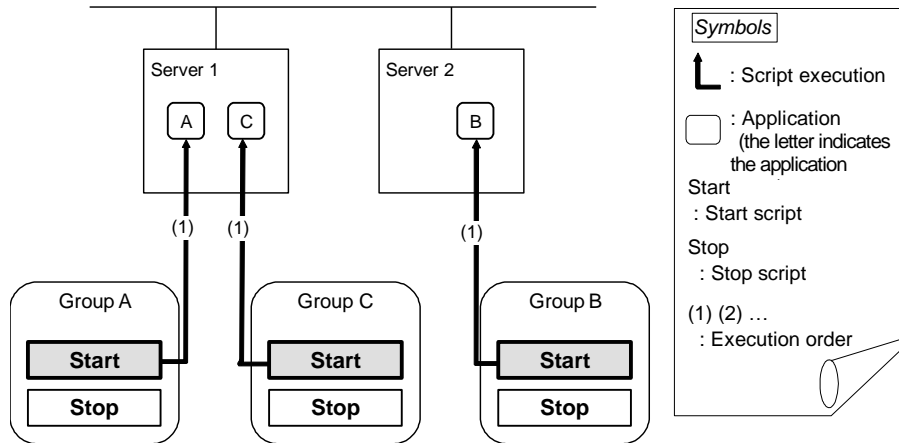 Server 1
Server 2
A
C
B
(1)
(1)
(1)
Group A
Group C
Group B
Start
Start
Start
Stop
Stop
Stop
Symbols
: Script execution
: Application
(the letter indicates
the application
Start
: Start script
Stop
: Stop script
(1) (2) ...
: Execution order